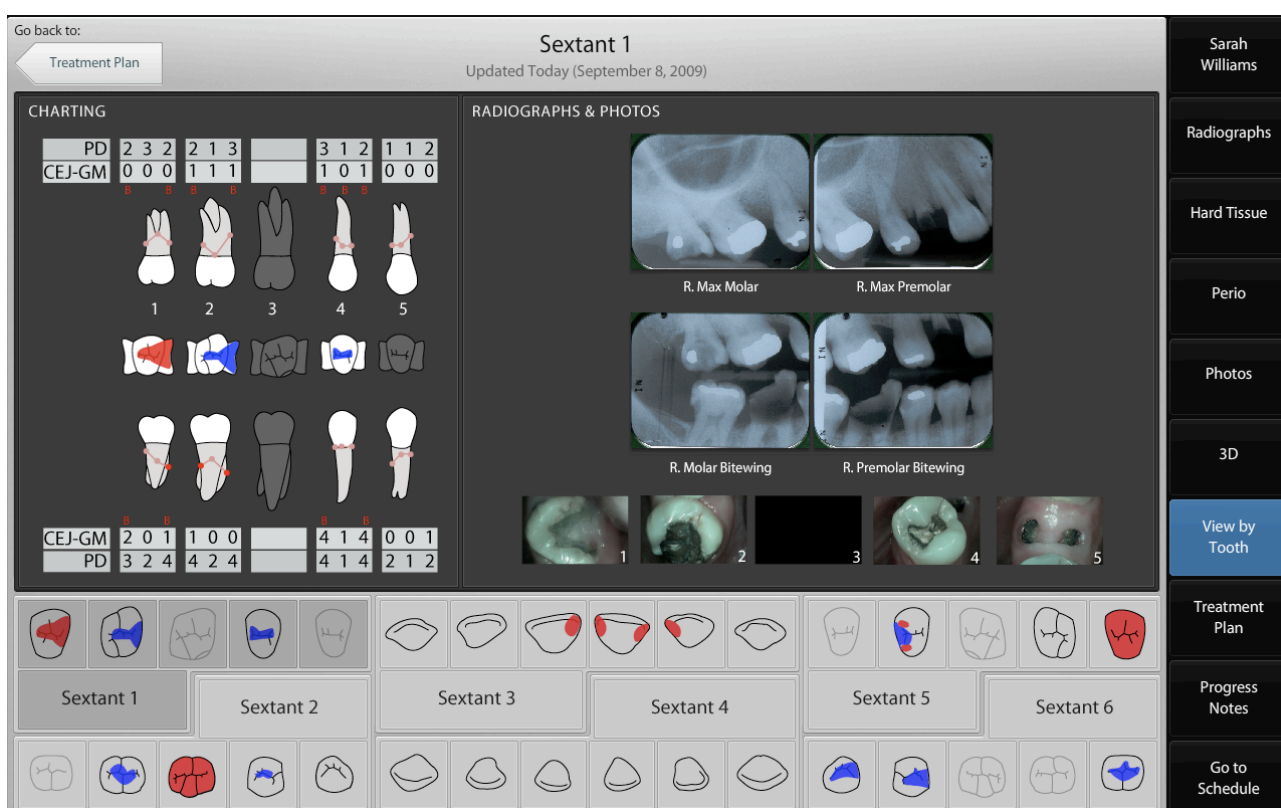 Go back to:
Treatment Plan
Sextant 1
Updated Today (September 8, 2009)
CHARTING
PD 2 3 2 2 1 3 3 1 2 1 1 2
CEJ-GM 0 0 0 1 1 1 1 0 1 0 0 0
B B B B B B B
1 2 3 4 5
B B B B
CEJ-GM 2 0 1 1 0 0 4 1 4 0 0 1
PD 3 2 4 4 2 4 4 1 4 2 1 2
RADIOGRAPHS & PHOTOS
R. Max Molar R. Max Premolar
R. Molar Bitewing R. Premolar Bitewing
1 2 3 4 5
Sextant 1 Sextant 2 Sextant 3 Sextant 4 Sextant 5 Sextant 6
Sarah
Williams
Radiographs
Hard Tissue
Perio
Photos
3D
View by
Tooth
Treatment
Plan
Progress
Notes
Go to
Schedule